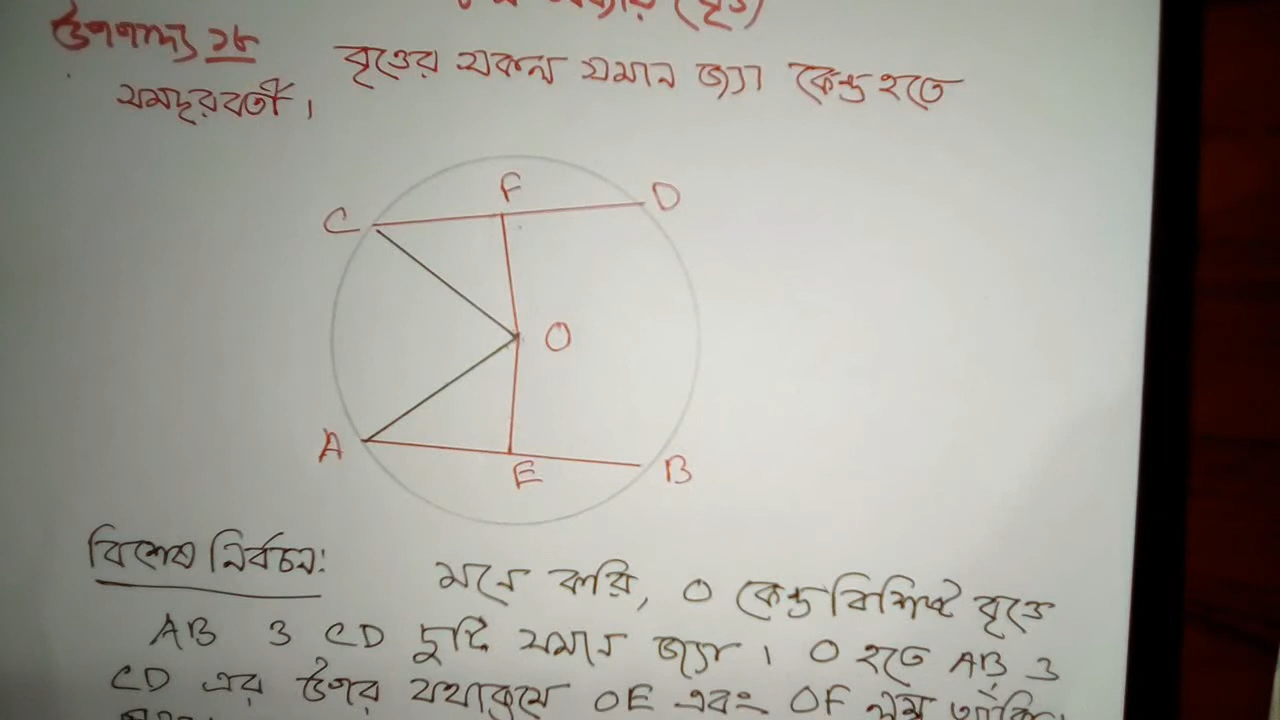 (বৃত্ত)
উপপাদ্য ১৮ বৃত্তের সকল সমান জ্যা কেন্দ্র হতে
সমদূরবর্তী।
F
C D
O
A B
E
বিশেষ নির্বচন: মনে করি, O কেন্দ্র বিশিষ্ট বৃত্তে
AB ও CD দুটি সমান জ্যা। O হতে AB ও
CD এর উপর যথাক্রমে OE এবং OF লম্ব আঁকি।